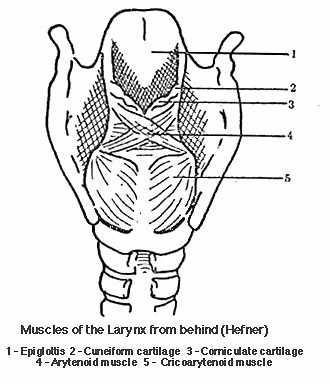 1
2
3
4
5
Muscles of the Larynx from behind (Hefner)
1 - Epiglottis 2 - Cuneiform cartilage 3 - Corniculate cartilage
4 - Arytenoid muscle 5 - Cricoarytenoid muscle